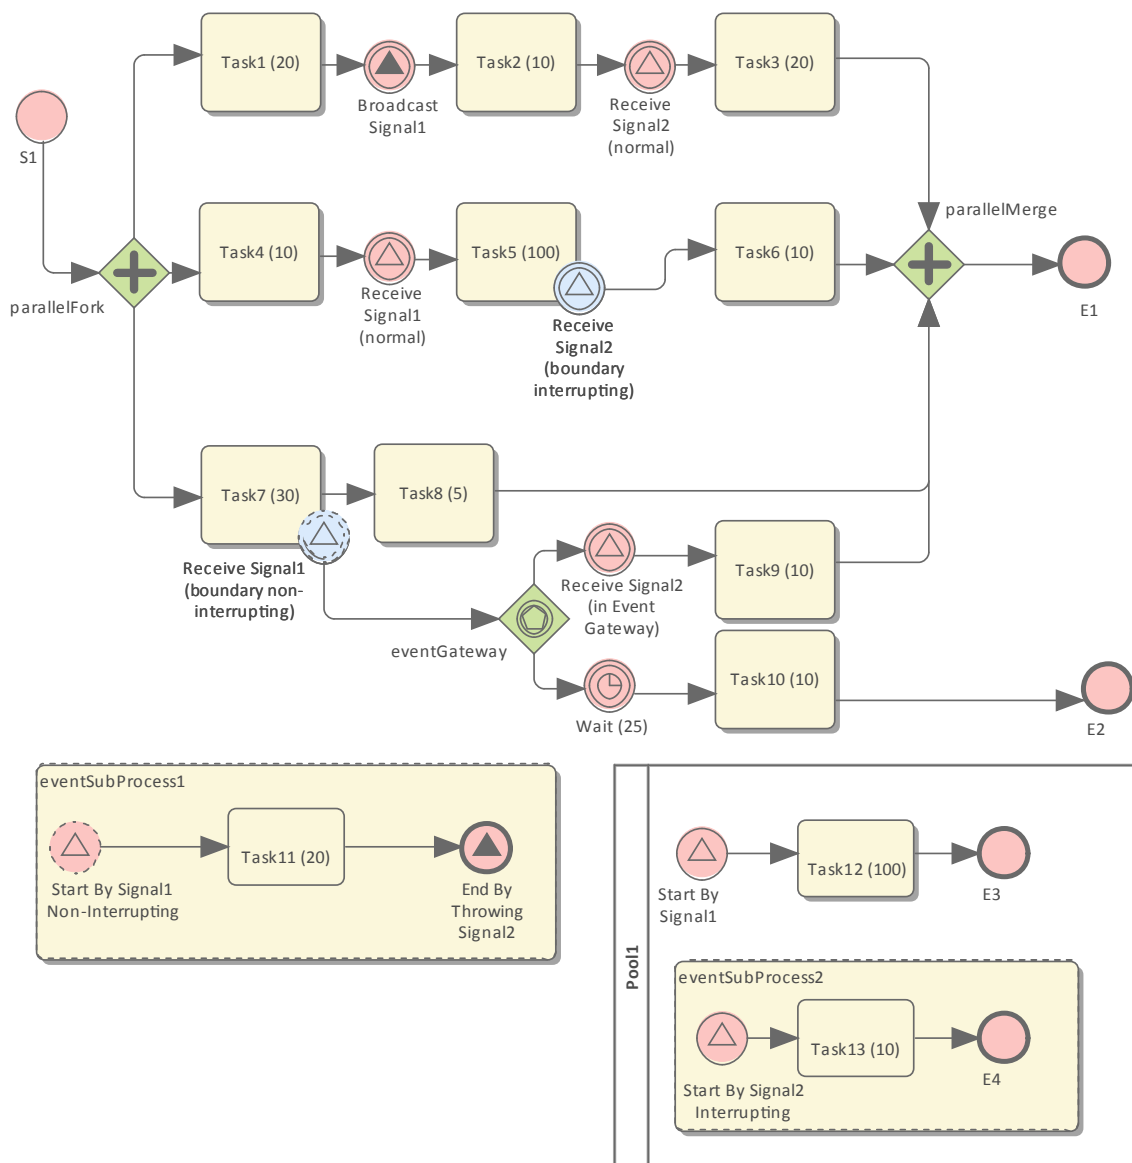 Task1 (20)
Broadcast
Signal1
Task2 (10)
Receive
Signal2
(normal)
Task3 (20)
S1
parallelFork
Task4 (10)
Receive
Signal1
(normal)
Task5 (100)
Receive
Signal2
(boundary
interrupting)
Task6 (10)
parallelMerge
E1
Task7 (30)
Receive Signal1
(boundary non-
interrupting)
Task8 (5)
eventGateway
Receive Signal2
(in Event
Gateway)
Task9 (10)
Wait (25)
Task10 (10)
E2
eventSubProcess1
Start By Signal1
Non-Interrupting
Task11 (20)
End By
Throwing
Signal2
Pool1
Start By
Signal1
Task12 (100)
E3
eventSubProcess2
Start By Signal2
Interrupting
Task13 (10)
E4